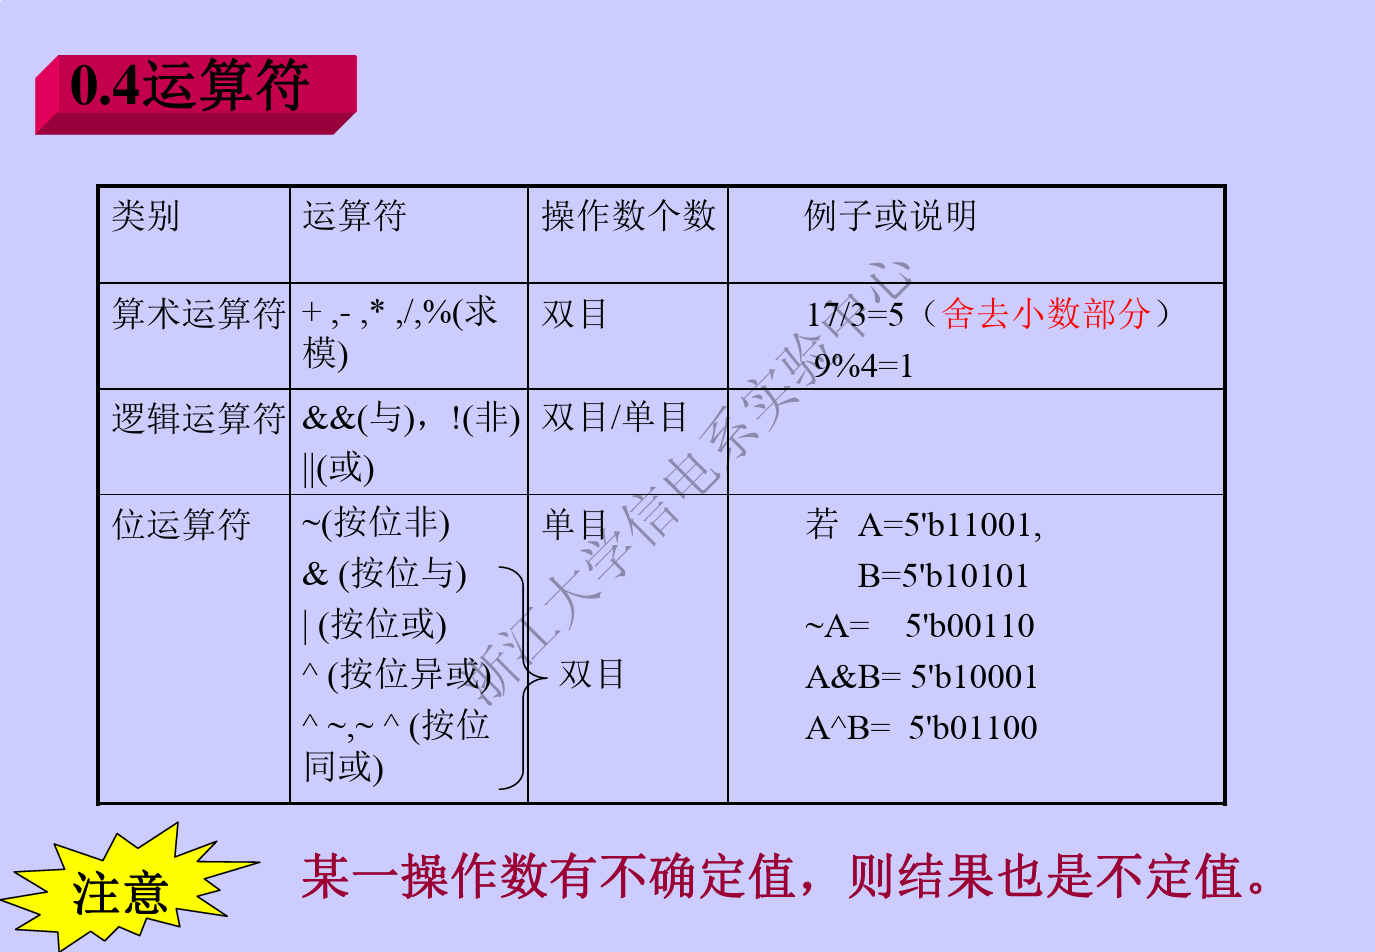 0.4运算符
类别 运算符 操作数个数 例子或说明
算术运算符 + ,- ,* ,/,%(求模) 双目 17/3=5（舍去小数部分）
9%4=1
逻辑运算符 &&(与)，!(非) 双目/单目
||(或)
位运算符 ~(按位非) 单目 若 A=5'b11001,
& (按位与) B=5'b10101
| (按位或) ~A= 5'b00110
^ (按位异或) 双目 A&B= 5'b10001
^ ~,~ ^ (按位 A^B= 5'b01100
同或)
浙江大学信电系实验中心
注意 某一操作数有不确定值，则结果也是不定值。